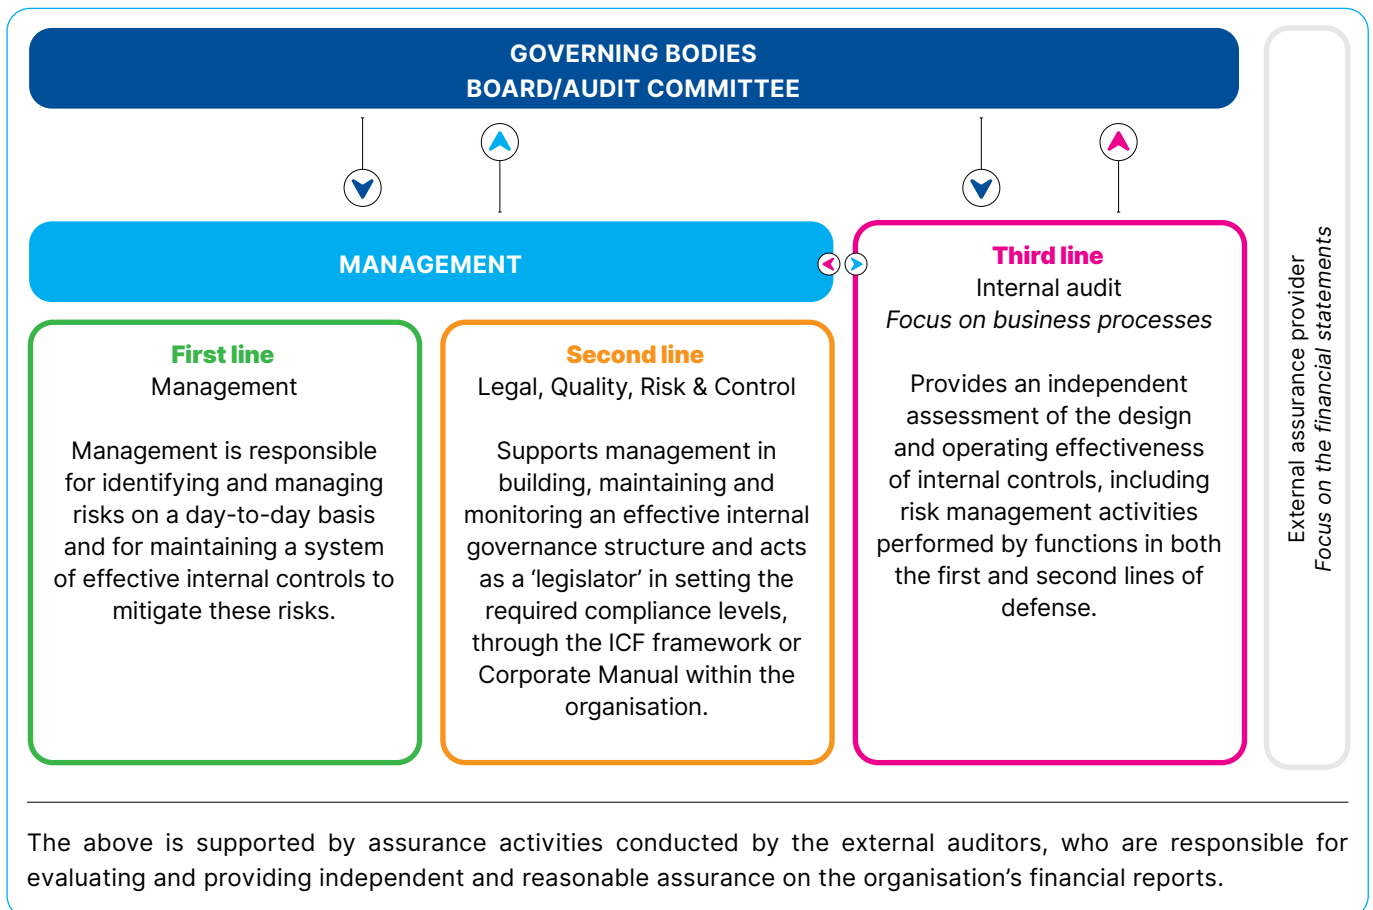 GOVERNING BODIES
BOARD/AUDIT COMMITTEE
MANAGEMENT
First line
Management
Management is responsible
for identifying and managing
risks on a day-to-day basis
and for maintaining a system
of effective internal controls to
mitigate these risks.
Second line
Legal, Quality, Risk & Control
Supports management in
building, maintaining and
monitoring an effective internal
governance structure and acts
as a ‘legislator’ in setting the
required compliance levels,
through the ICF framework or
Corporate Manual within the
organisation.
Third line
Internal audit
Focus on business processes
Provides an independent
assessment of the design
and operating effectiveness
of internal controls, including
risk management activities
performed by functions in both
the first and second lines of
defense.
External assurance provider
Focus on the financial statements
The above is supported by assurance activities conducted by the external auditors, who are responsible for
evaluating and providing independent and reasonable assurance on the organisation’s financial reports.